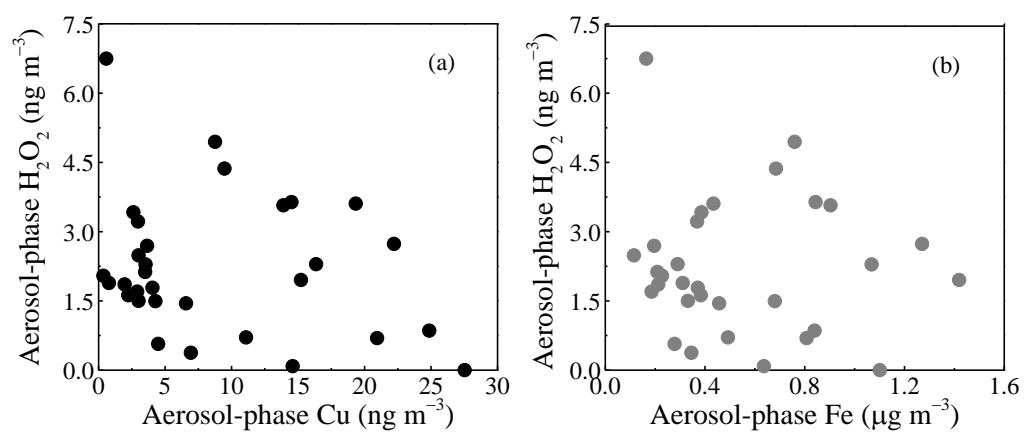 7.5
6.0
4.5
3.0
1.5
0.0
Aerosol-phase H₂O₂ (ng m⁻³)
(a)
0 5 10 15 20 25 30
Aerosol-phase Cu (ng m⁻³)
7.5
6.0
4.5
3.0
1.5
0.0
Aerosol-phase H₂O₂ (ng m⁻³)
(b)
0.0 0.4 0.8 1.2 1.6
Aerosol-phase Fe (μg m⁻³)